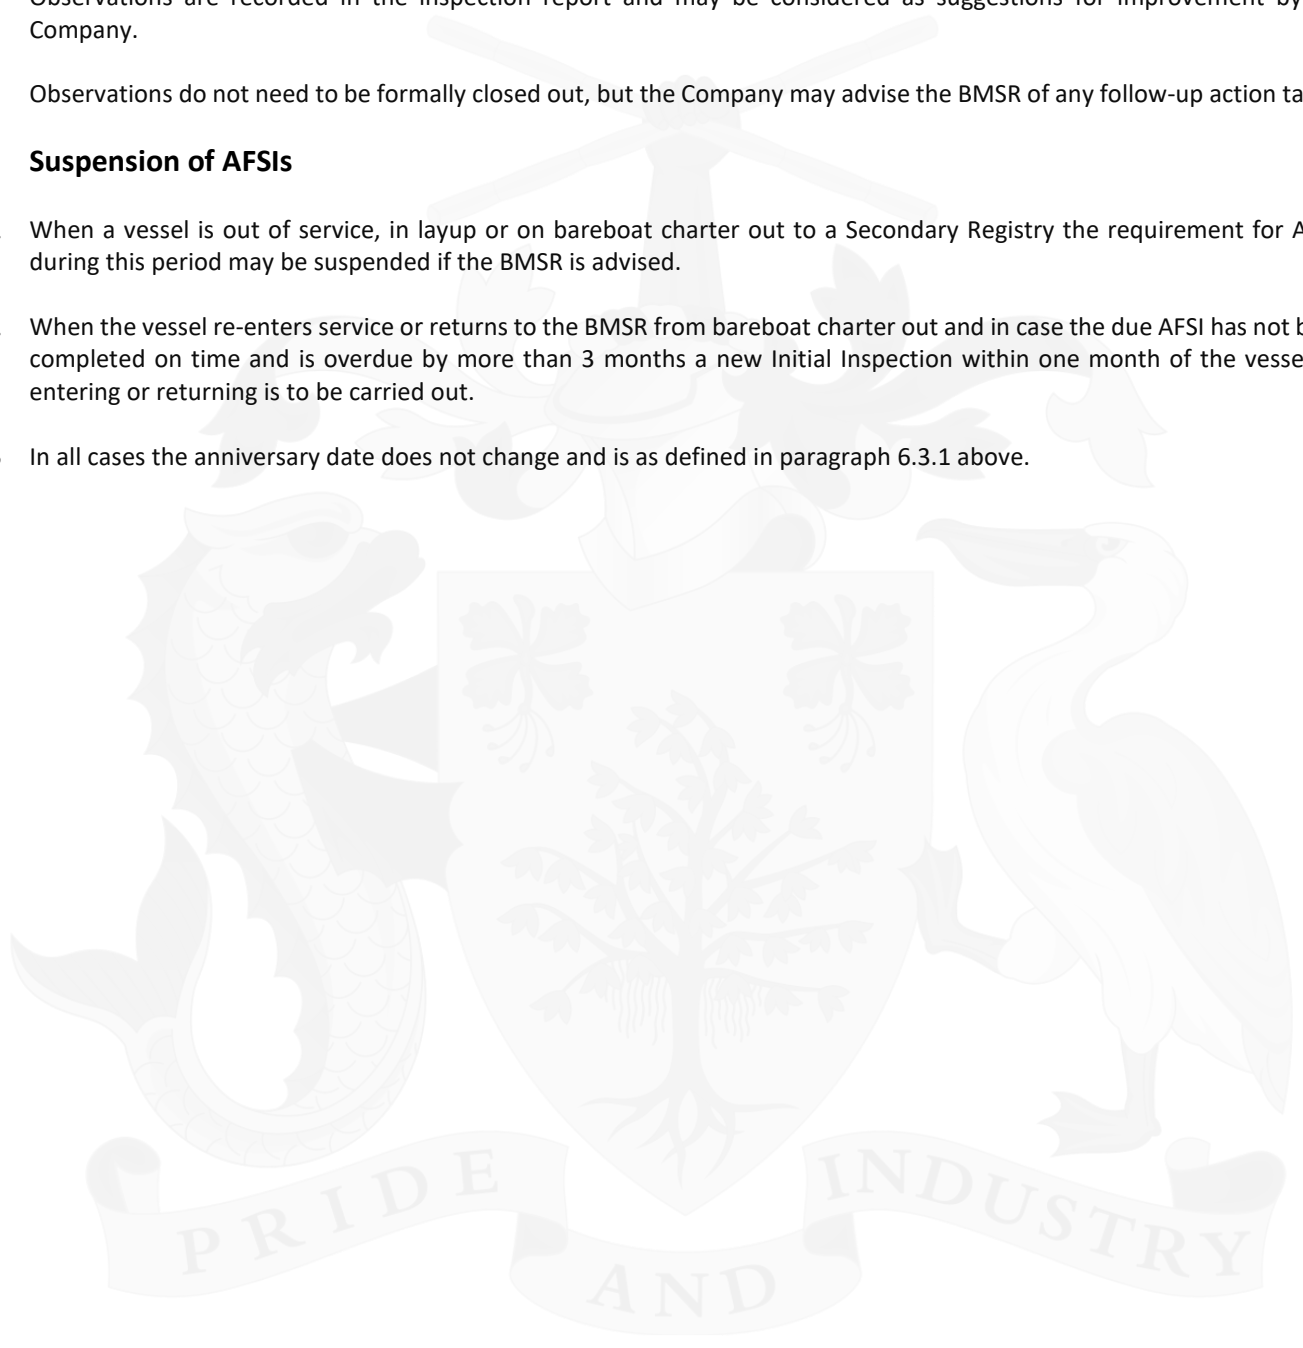 Observations are recorded in the inspection report and may be considered as suggestions for improvement by
Company.
Observations do not need to be formally closed out, but the Company may advise the BMSR of any follow-up action ta
Suspension of AFSIs
When a vessel is out of service, in layup or on bareboat charter out to a Secondary Registry the requirement for A
during this period may be suspended if the BMSR is advised.
When the vessel re-enters service or returns to the BMSR from bareboat charter out and in case the due AFSI has not b
completed on time and is overdue by more than 3 months a new Initial Inspection within one month of the vesse
entering or returning is to be carried out.
In all cases the anniversary date does not change and is as defined in paragraph 6.3.1 above.
PRIDE AND INDUSTRY